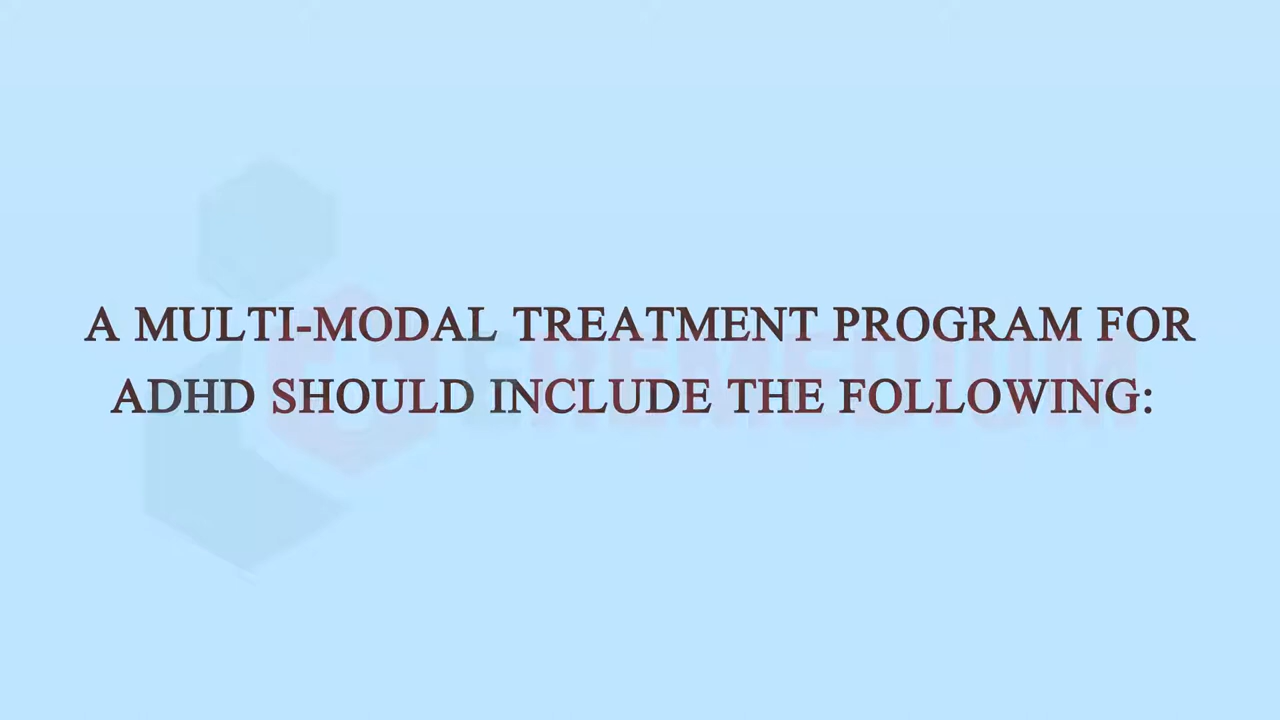 A MULTI-MODAL TREATMENT PROGRAM FOR
ADHD SHOULD INCLUDE THE FOLLOWING: